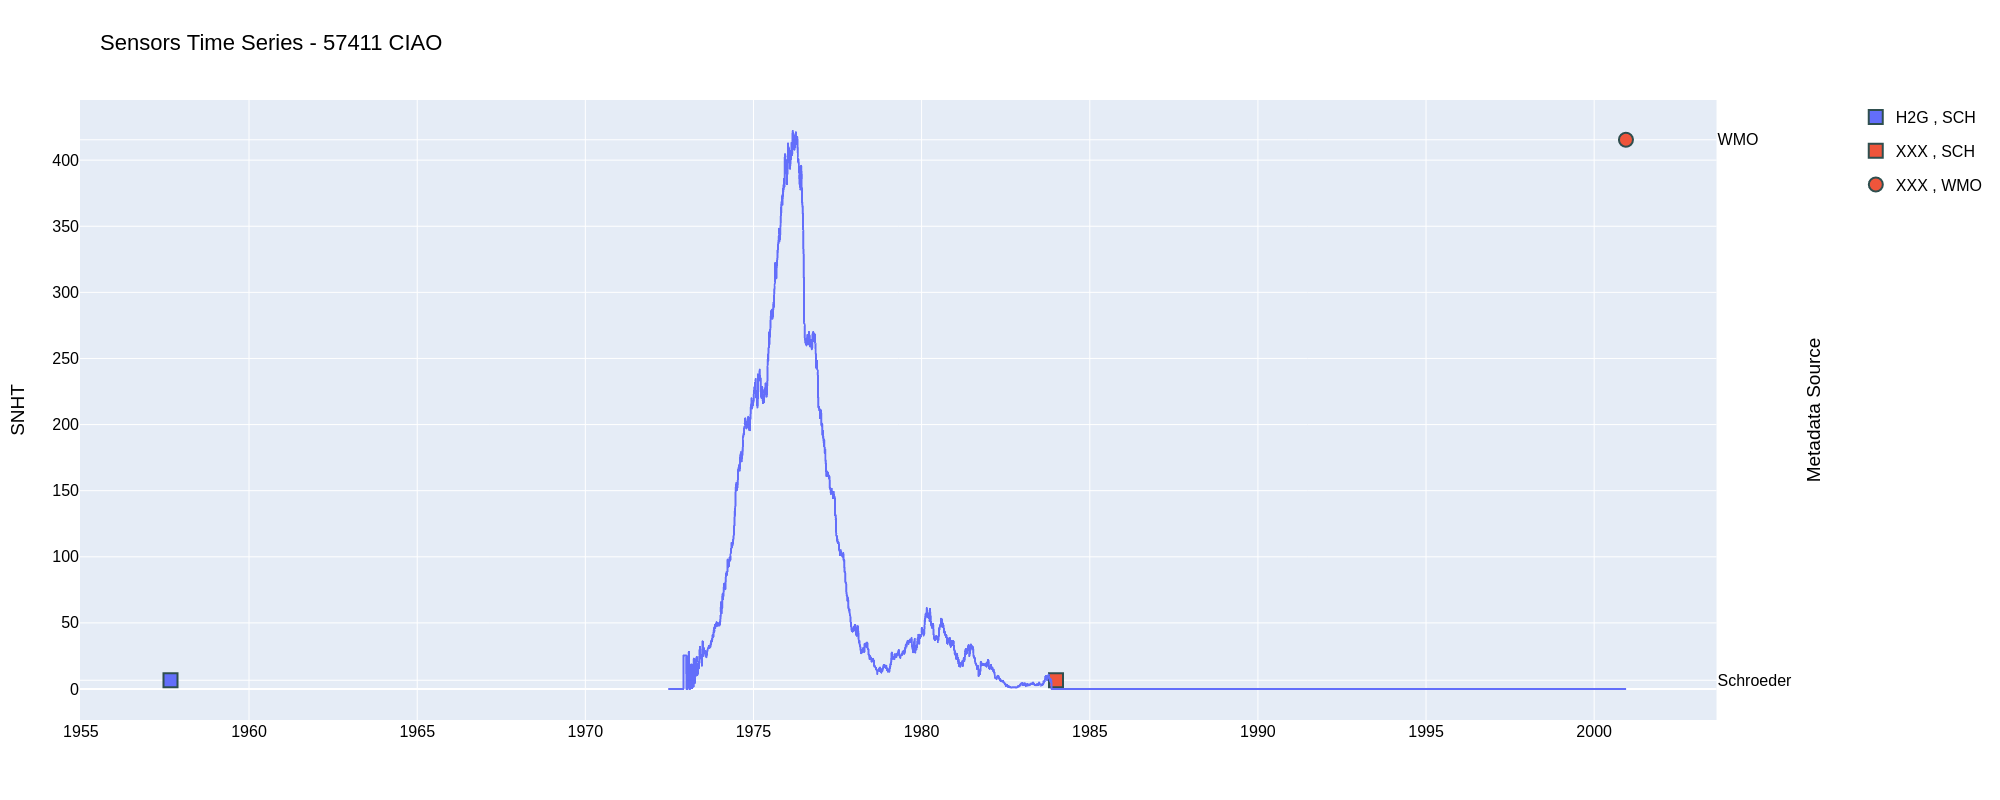 Sensors Time Series - 57411 CIAO
H2G , SCH
XXX , SCH
XXX , WMO
WMO
Schroeder
Metadata Source
SNHT
400
350
300
250
200
150
100
50
0
1955 1960 1965 1970 1975 1980 1985 1990 1995 2000